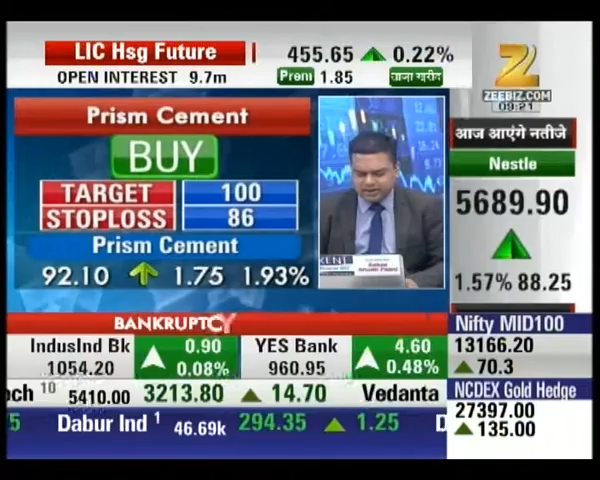 LIC Hsg Future
455.65 0.22%
OPEN INTEREST 9.7m
Prem 1.85
ताज़ा खरीद
Z
ZEEBIZ.COM
09:21
Prism Cement
BUY
TARGET 100
STOPLOSS 86
Prism Cement
92.10 1.75 1.93%
आज आएंगे नतीजे
Nestle
5689.90
1.57% 88.25
BANKRUPTCY
IndusInd Bk 0.90
1054.20 0.08%
YES Bank 4.60
960.95 0.48%
Nifty MID100
13166.20
70.3
ch 10 5410.00 3213.80 14.70 Vedanta
NCDEX Gold Hedge
27397.00
135.00
5 Dabur Ind 1 46.69k 294.35 1.25 D